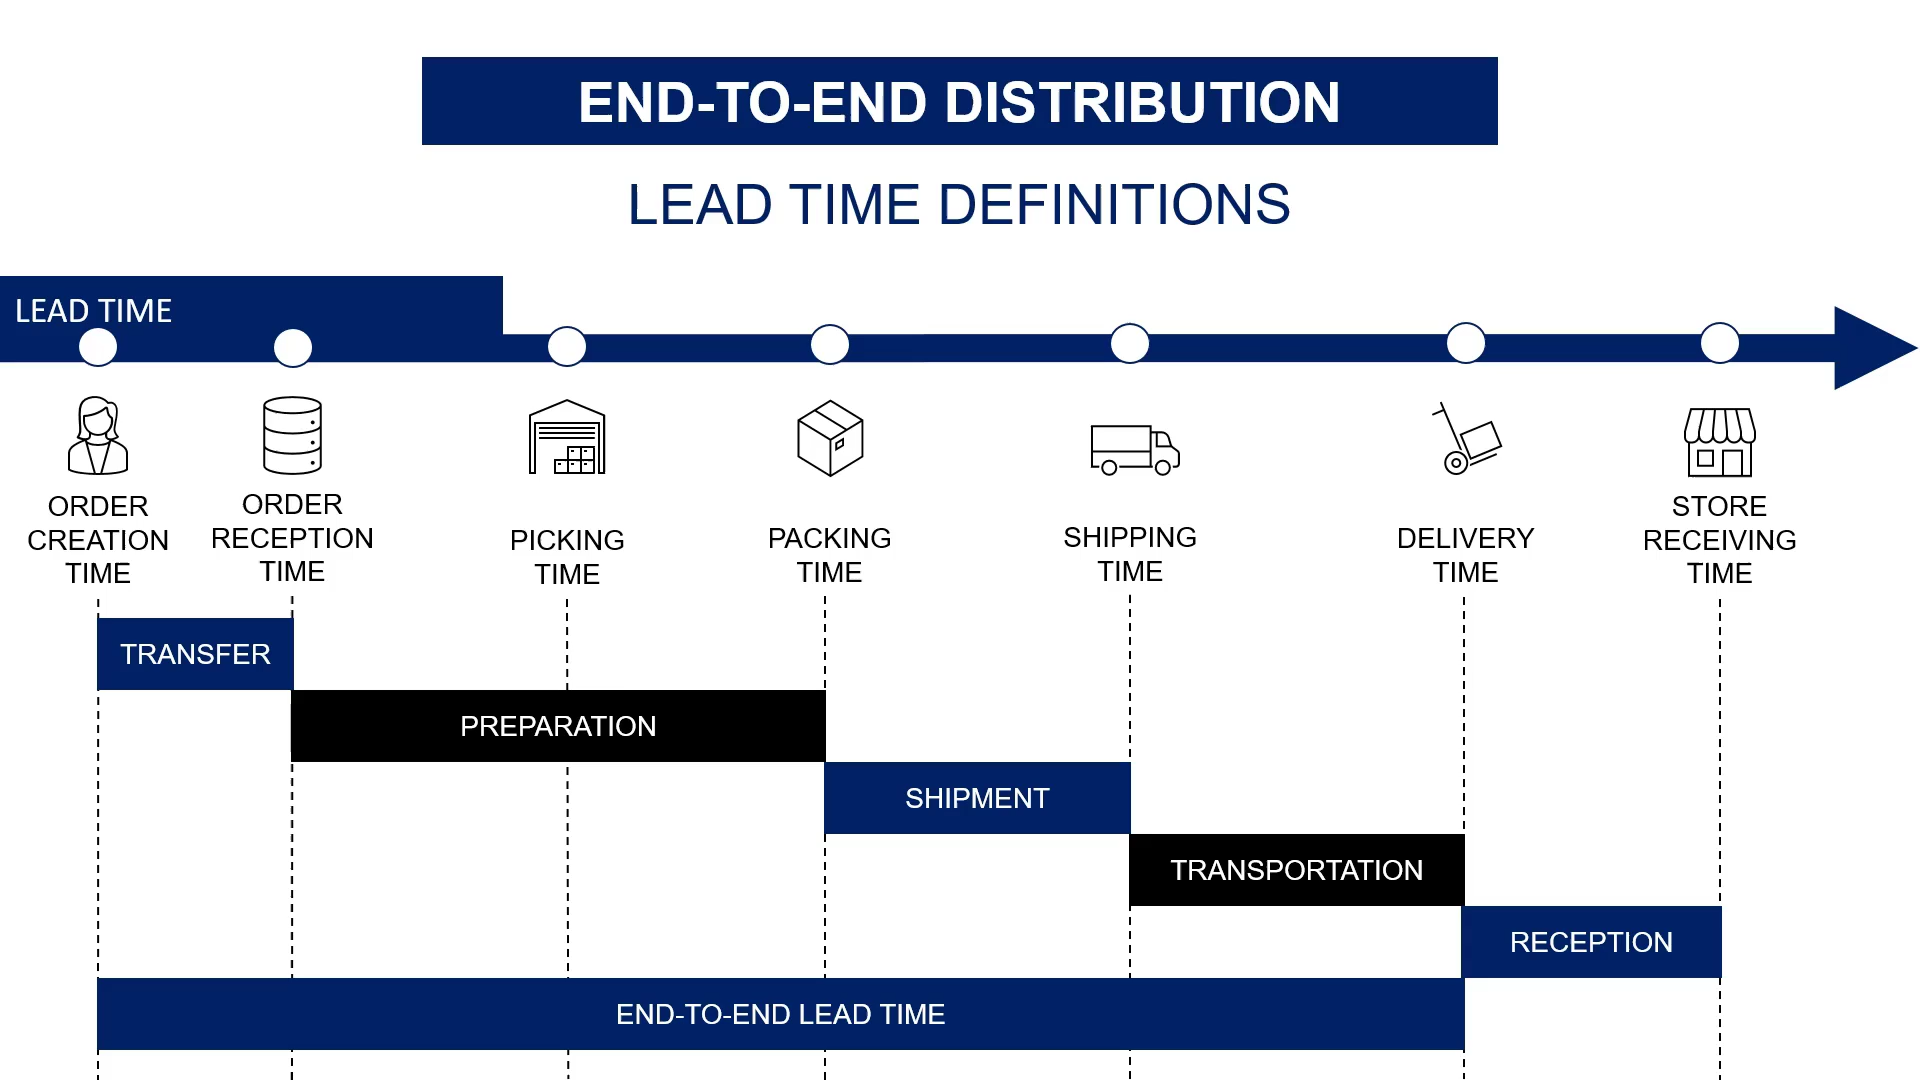 END-TO-END DISTRIBUTION
LEAD TIME DEFINITIONS
LEAD TIME
ORDER
CREATION
TIME
ORDER
RECEPTION
TIME
PICKING
TIME
PACKING
TIME
SHIPPING
TIME
DELIVERY
TIME
STORE
RECEIVING
TIME
TRANSFER
PREPARATION
SHIPMENT
TRANSPORTATION
RECEPTION
END-TO-END LEAD TIME